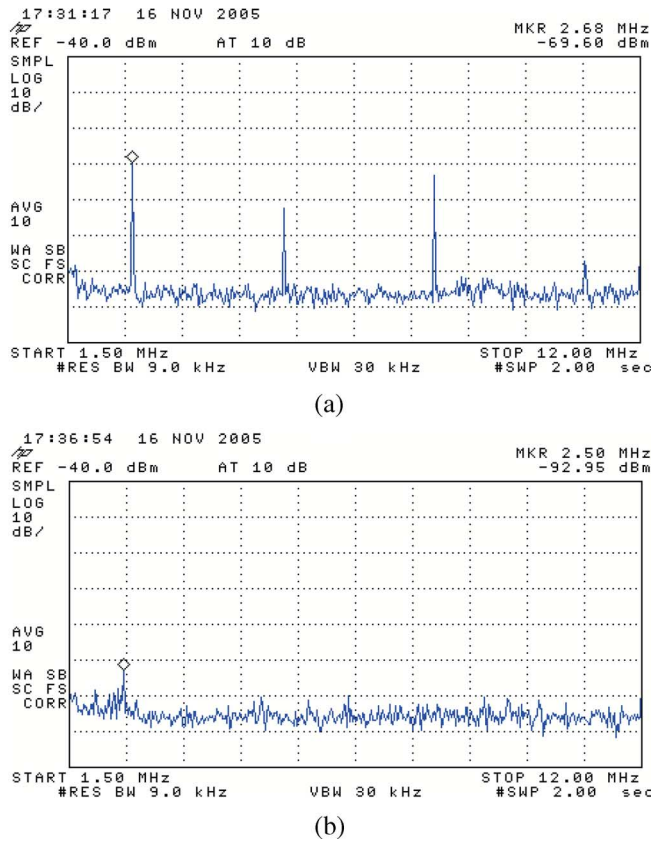 17:31:17 16 NOV 2005
hp
MKR 2.68 MHz
REF -40.0 dBm AT 10 dB -69.60 dBm
SMPL
LOG
10
dB/
AVG
10
WA SB
SC FS
CORR
START 1.50 MHz STOP 12.00 MHz
#RES BW 9.0 kHz VBW 30 kHz #SWP 2.00 sec
(a)
17:36:54 16 NOV 2005
hp
MKR 2.50 MHz
REF -40.0 dBm AT 10 dB -92.95 dBm
SMPL
LOG
10
dB/
AVG
10
WA SB
SC FS
CORR
START 1.50 MHz STOP 12.00 MHz
#RES BW 9.0 kHz VBW 30 kHz #SWP 2.00 sec
(b)